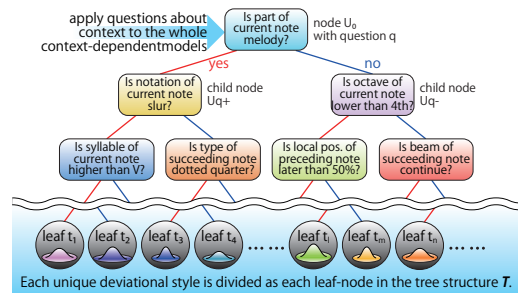 apply questions about
context to the whole
context-dependentmodels
Is part of
current note
melody?
node U₀
with question q
yes
no
Is notation of
current note
slur?
child node
Uq+
Is octave of
current note
lower than 4th?
child node
Uq-
Is syllable of
current note
higher than V?
Is type of
succeeding note
dotted quarter?
Is local pos. of
preceding note
later than 50%?
Is beam of
succeeding note
continue?
leaf t₁
leaf t₂
leaf t₃
leaf t₄
......
leaf tᵢ
leaf tₘ
leaf tₙ
......
Each unique deviational style is divided as each leaf-node in the tree structure T.